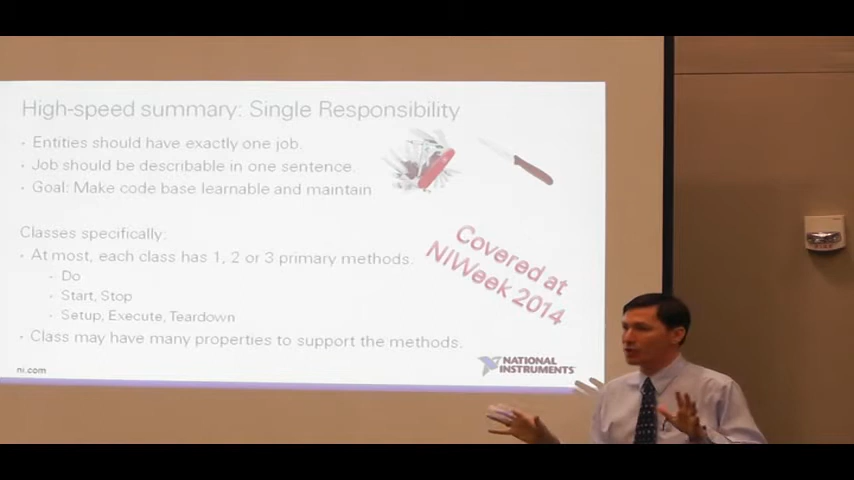 High-speed summary: Single Responsibility
• Entities should have exactly one job.
• Job should be describable in one sentence.
• Goal: Make code base learnable and maintain
Classes specifically:
• At most, each class has 1, 2 or 3 primary methods.
• Do
• Start, Stop
• Setup, Execute, Teardown
• Class may have many properties to support the methods.
Covered at
NIWeek 2014
ni.com
NATIONAL
INSTRUMENTS